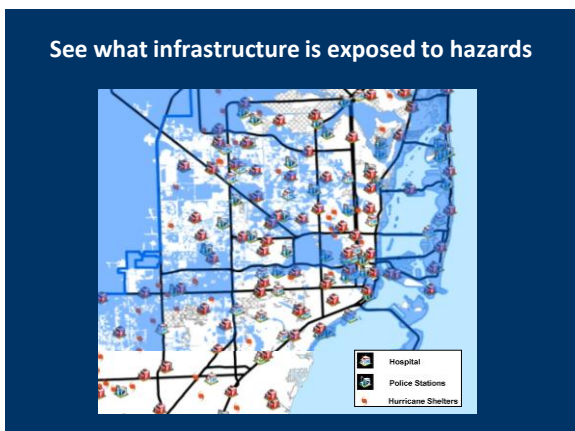 See what infrastructure is exposed to hazards
Hospital
Police Stations
Hurricane Shelters